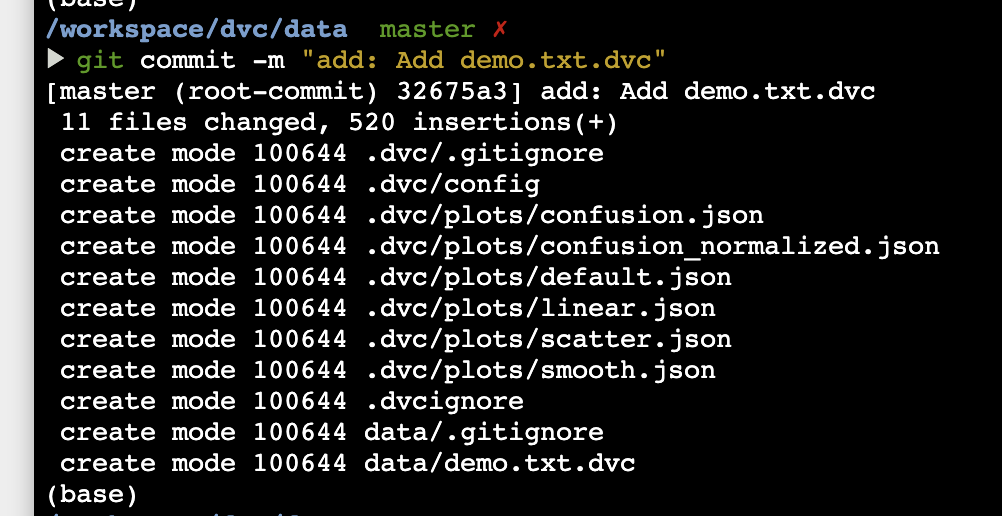 (base)
/workspace/dvc/data master ✗
▶ git commit -m "add: Add demo.txt.dvc"
[master (root-commit) 32675a3] add: Add demo.txt.dvc
11 files changed, 520 insertions(+)
create mode 100644 .dvc/.gitignore
create mode 100644 .dvc/config
create mode 100644 .dvc/plots/confusion.json
create mode 100644 .dvc/plots/confusion_normalized.json
create mode 100644 .dvc/plots/default.json
create mode 100644 .dvc/plots/linear.json
create mode 100644 .dvc/plots/scatter.json
create mode 100644 .dvc/plots/smooth.json
create mode 100644 .dvcignore
create mode 100644 data/.gitignore
create mode 100644 data/demo.txt.dvc
(base)